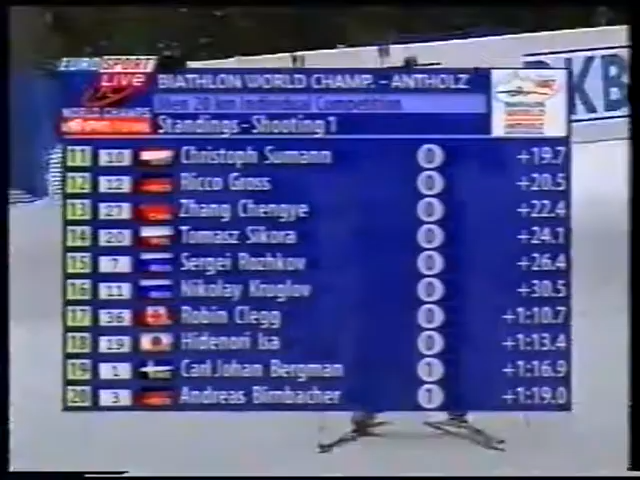 EUROSPORT
LIVE
BIATHLON WORLD CHAMP. - ANTHOLZ
WORLD CHAMPS
Men 20 km Individual Competition
Standings - Shooting 1
BKB
11 10 Christoph Sumann 0 +19.7
12 12 Ricco Gross 0 +20.5
13 27 Zhang Chengye 0 +22.4
14 20 Tomasz Sikora 0 +24.1
15 7 Sergei Rozhkov 0 +26.4
16 11 Nikolay Kruglov 0 +30.5
17 36 Robin Clegg 0 +1:10.7
18 19 Hidenori Isa 0 +1:13.4
19 1 Carl Johan Bergman 1 +1:16.9
20 3 Andreas Birnbacher 1 +1:19.0